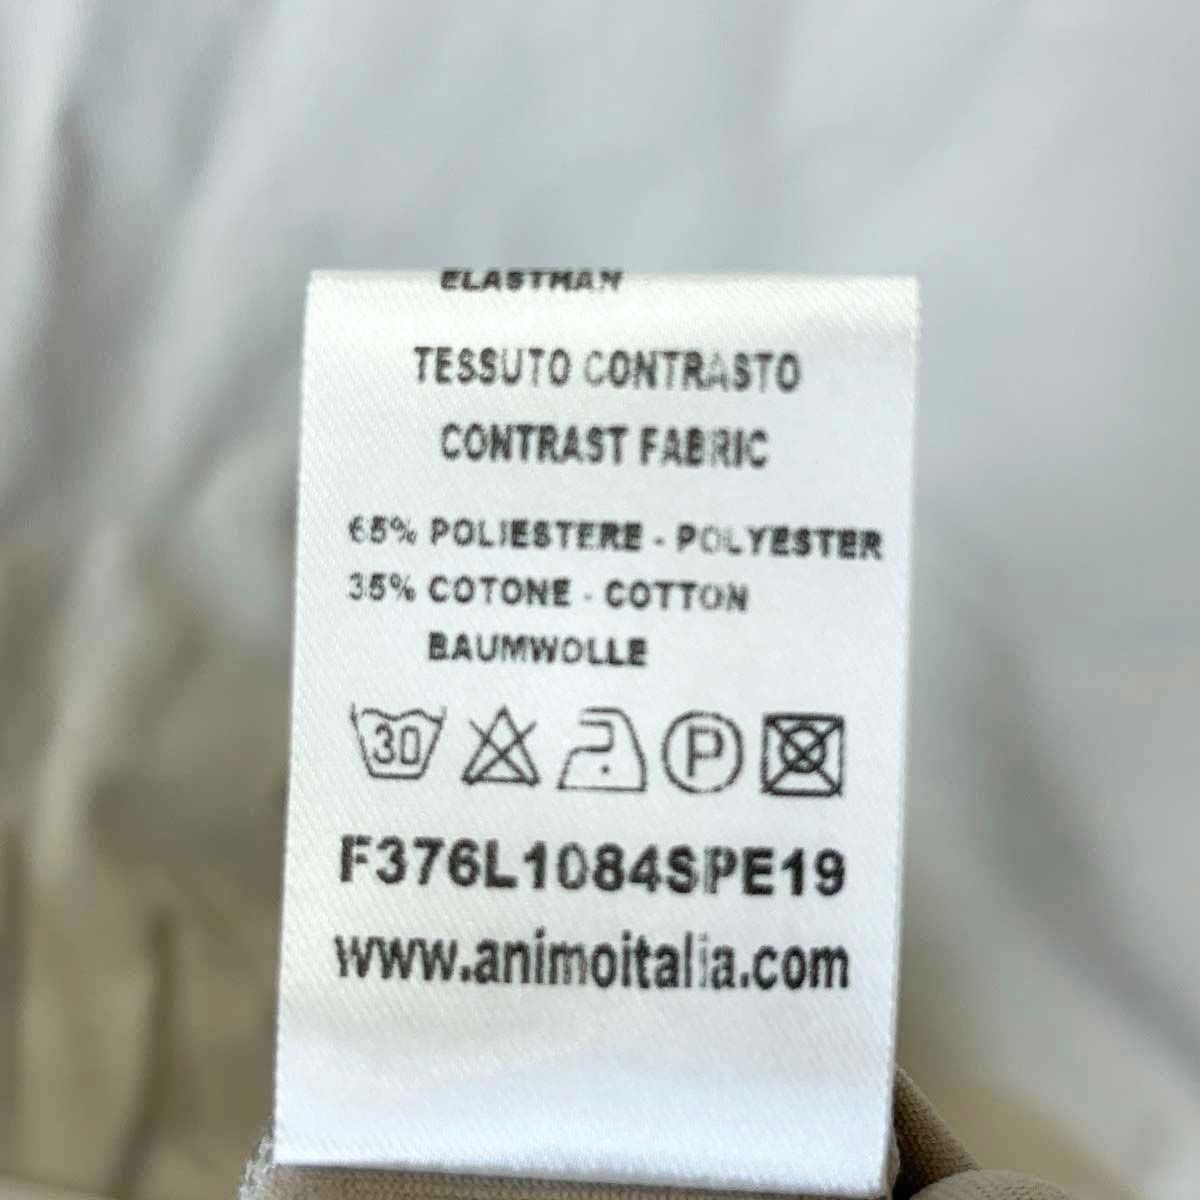 ELASTHAN
TESSUTO CONTRASTO
CONTRAST FABRIC
65% POLIESTERE - POLYESTER
35% COTONE - COTTON
BAUMWOLLE
30 P
F376L1084SPE19
www.animoitalia.com